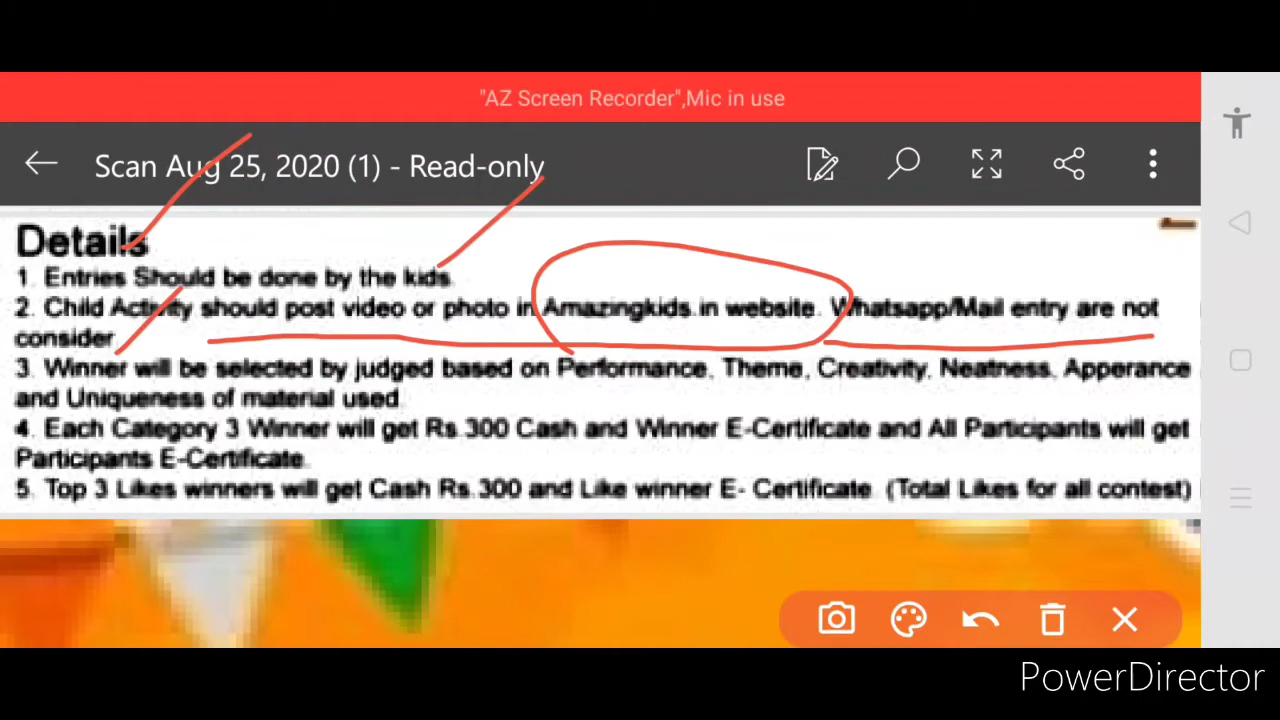 "AZ Screen Recorder",Mic in use
Scan Aug 25, 2020 (1) - Read-only
Details
1. Entries Should be done by the kids.
2. Child Activity should post video or photo in Amazingkids.in website. Whatsapp/Mail entry are not
consider.
3. Winner will be selected by judged based on Performance, Theme, Creativity, Neatness, Apperance
and Uniqueness of material used.
4. Each Category 3 Winner will get Rs.300 Cash and Winner E-Certificate and All Participants will get
Participants E-Certificate.
5. Top 3 Likes winners will get Cash Rs.300 and Like winner E- Certificate. (Total Likes for all contest)
PowerDirector